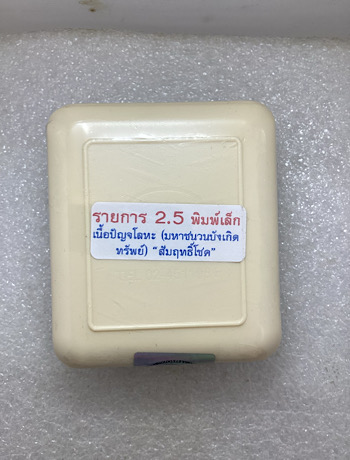 รายการ 2.5 พิมพ์เล็ก
เนื้อปัญจโลหะ (มหาชนวนบังเกิด
ทรัพย์) “สัมฤทธิ์โชค”